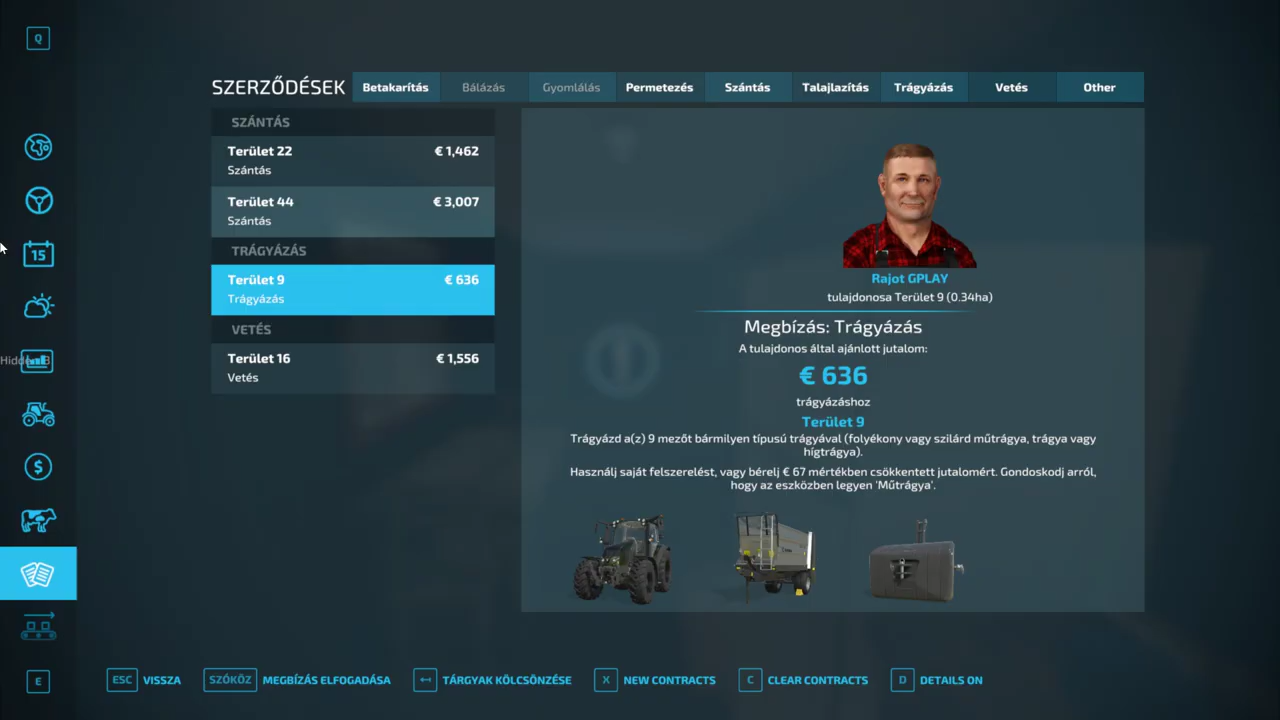 Q
SZERZŐDÉSEK
Betakarítás
Bálázás
Gyomlálás
Permetezés
Szántás
Talajlazítás
Trágyázás
Vetés
Other
SZÁNTÁS
Terület 22 € 1,462
Szántás
Terület 44 € 3,007
Szántás
TRÁGYÁZÁS
Terület 9 € 636
Trágyázás
VETÉS
Terület 16 € 1,556
Vetés
15
$
E
Rajot GPLAY
tulajdonosa Terület 9 (0.34ha)
Megbízás: Trágyázás
A tulajdonos által ajánlott jutalom:
€ 636
trágyázáshoz
Terület 9
Trágyázd a(z) 9 mezőt bármilyen típusú trágyával (folyékony vagy szilárd műtrágya, trágya vagy
hígtrágya).
Használj saját felszerelést, vagy bérelj € 67 mértékben csökkentett jutalomért. Gondoskodj arról,
hogy az eszközben legyen 'Műtrágya'.
ESC VISSZA
SZÓKÖZ MEGBÍZÁS ELFOGADÁSA
TÁRGYAK KÖLCSÖNZÉSE
X NEW CONTRACTS
C CLEAR CONTRACTS
D DETAILS ON